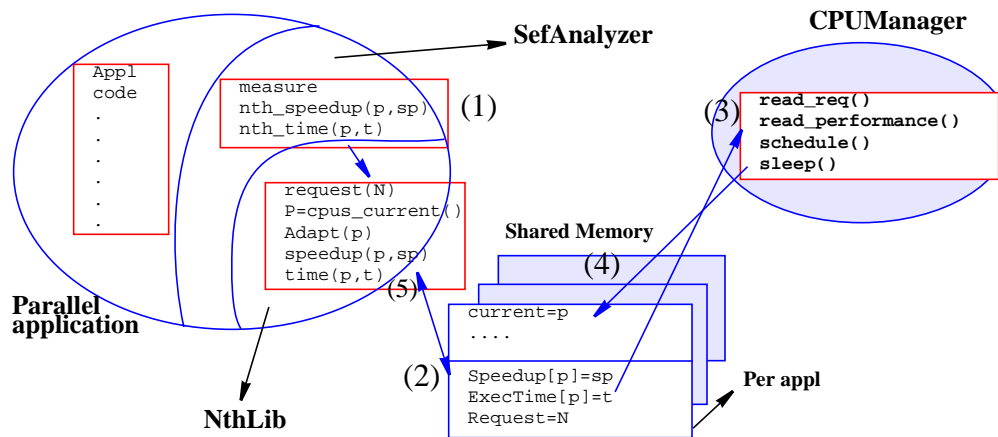 SefAnalyzer
CPUManager
Appl
code
.
.
.
.
.
.
measure
nth_speedup(p,sp)
nth_time(p,t)
(1)
(3)
read_req()
read_performance()
schedule()
sleep()
request(N)
P=cpus_current()
Adapt(p)
speedup(p,sp)
time(p,t)
(5)
Shared Memory
(4)
Parallel
application
current=p
....
(2)
Speedup[p]=sp
ExecTime[p]=t
Request=N
Per appl
NthLib